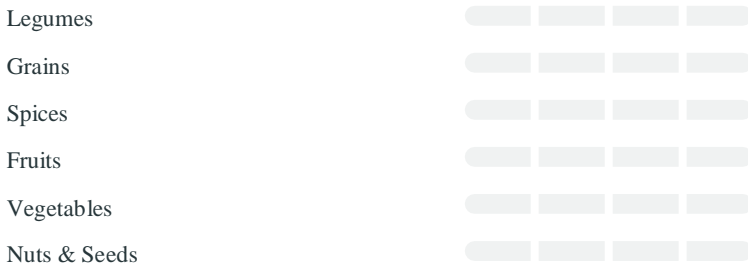 Legumes
Grains
Spices
Fruits
Vegetables
Nuts & Seeds